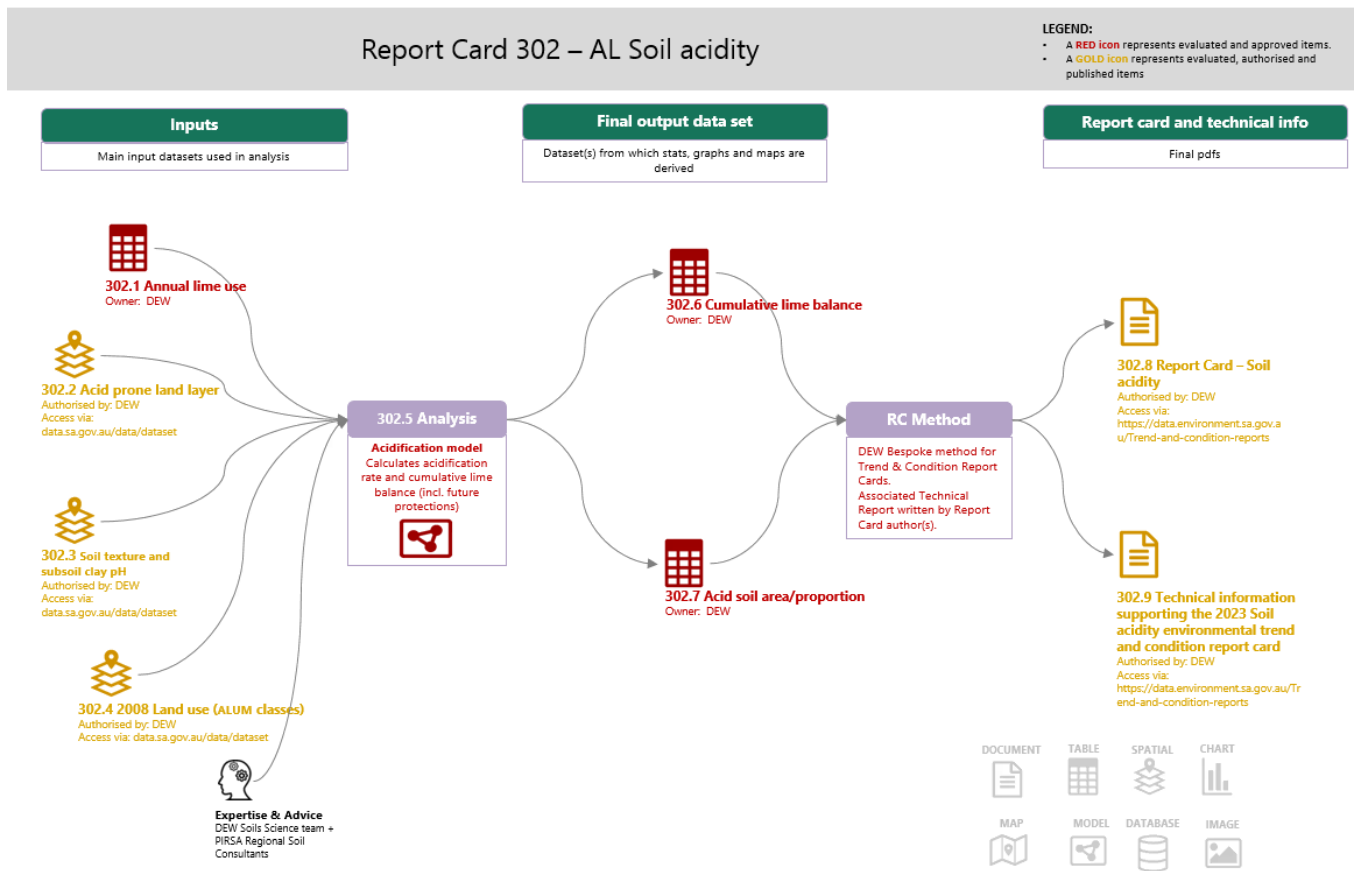 Report Card 302 – AL Soil acidity
LEGEND:
• A RED icon represents evaluated and approved items.
• A GOLD icon represents evaluated, authorised and
published items
Inputs
Main input datasets used in analysis
Final output data set
Dataset(s) from which stats, graphs and maps are
derived
Report card and technical info
Final pdfs
302.1 Annual lime use
Owner: DEW
302.2 Acid prone land layer
Authorised by: DEW
Access via:
data.sa.gov.au/data/dataset
302.3 Soil texture and
subsoil clay pH
Authorised by: DEW
Access via:
data.sa.gov.au/data/dataset
302.4 2008 Land use (ALUM classes)
Authorised by: DEW
Access via: data.sa.gov.au/data/dataset
Expertise & Advice
DEW Soils Science team +
PIRSA Regional Soil
Consultants
302.5 Analysis
Acidification model
Calculates acidification
rate and cumulative lime
balance (incl. future
protections)
302.6 Cumulative lime balance
Owner: DEW
302.7 Acid soil area/proportion
Owner: DEW
RC Method
DEW Bespoke method for
Trend & Condition Report
Cards.
Associated Technical
Report written by Report
Card author(s).
302.8 Report Card – Soil
acidity
Authorised by: DEW
Access via:
https://data.environment.sa.gov.a
u/Trend-and-condition-reports
302.9 Technical information
supporting the 2023 Soil
acidity environmental trend
and condition report card
Authorised by: DEW
Access via:
https://data.environment.sa.gov.au/Tr
end-and-condition-reports
DOCUMENT TABLE SPATIAL CHART
MAP MODEL DATABASE IMAGE